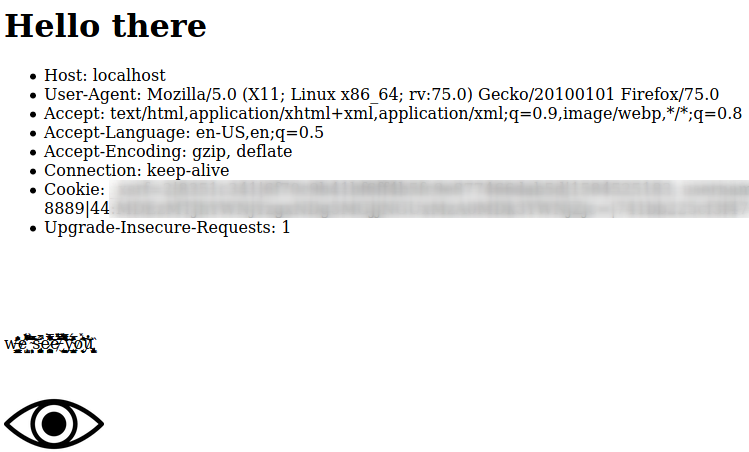 Hello there
Host: localhost
User-Agent: Mozilla/5.0 (X11; Linux x86_64; rv:75.0) Gecko/20100101 Firefox/75.0
Accept: text/html,application/xhtml+xml,application/xml;q=0.9,image/webp,*/*;q=0.8
Accept-Language: en-US,en;q=0.5
Accept-Encoding: gzip, deflate
Connection: keep-alive
Cookie:
8889|44
Upgrade-Insecure-Requests: 1
we see you